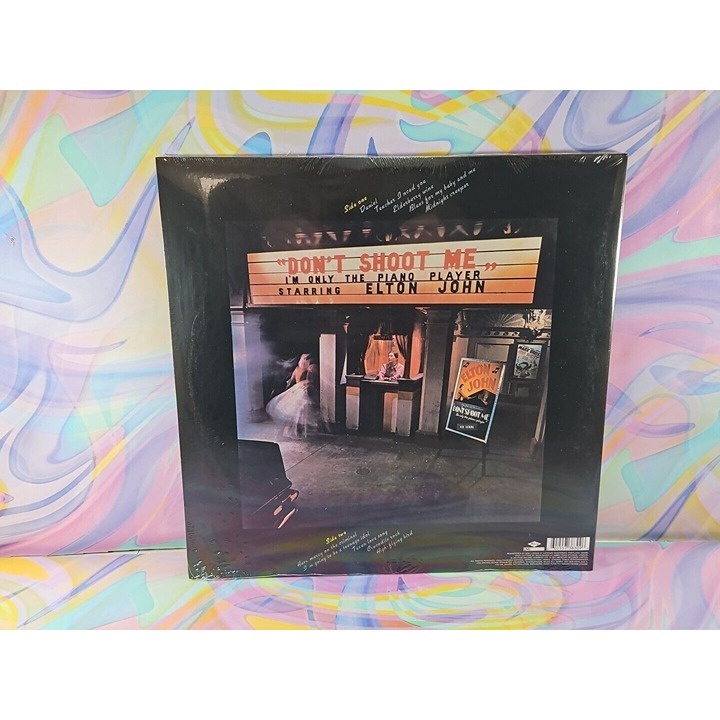 Side one
Daniel
Teacher I need you
Elderberry wine
Blues for my baby and me
Midnight creeper
"DON'T SHOOT ME"
I'M ONLY THE PIANO PLAYER
STARRING ELTON JOHN
ELTON
JOHN
DON'T SHOOT ME
Side two
Have mercy on the criminal
I'm going to be a teenage idol
Texan love song
Crocodile rock
High flying bird